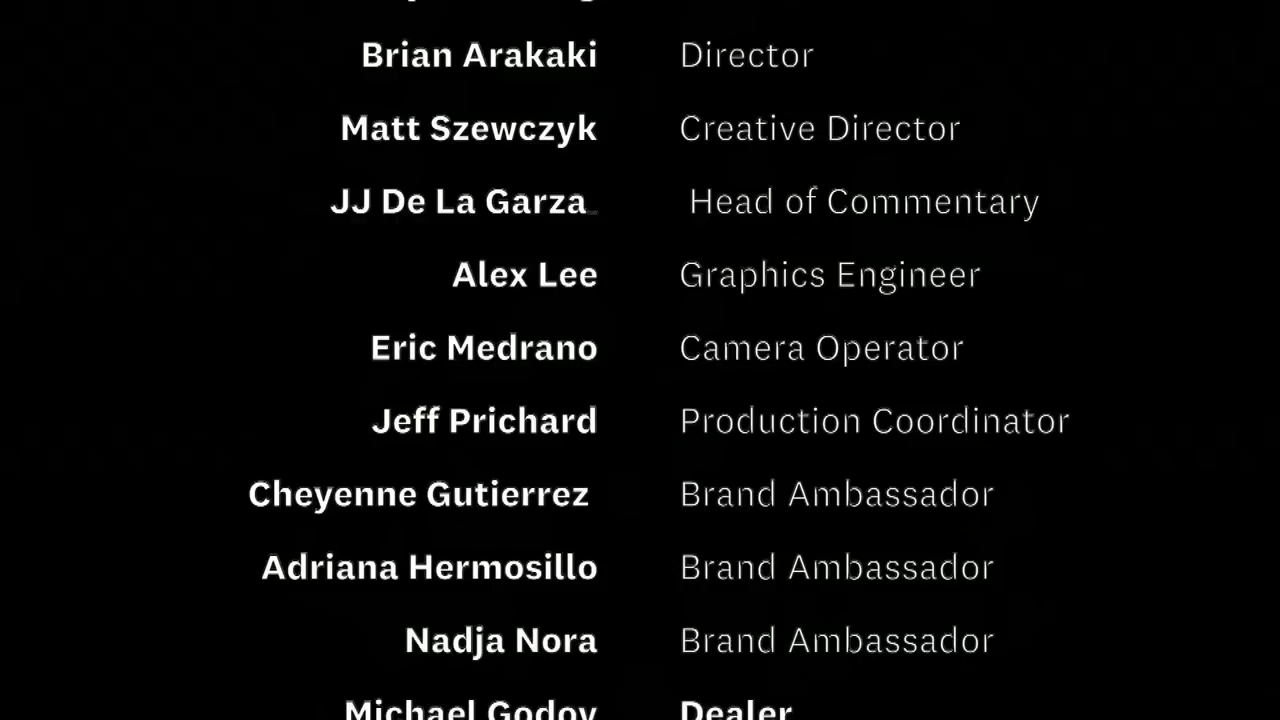 Brian Arakaki Director
Matt Szewczyk Creative Director
JJ De La Garza Head of Commentary
Alex Lee Graphics Engineer
Eric Medrano Camera Operator
Jeff Prichard Production Coordinator
Cheyenne Gutierrez Brand Ambassador
Adriana Hermosillo Brand Ambassador
Nadja Nora Brand Ambassador
Michael Godoy Dealer